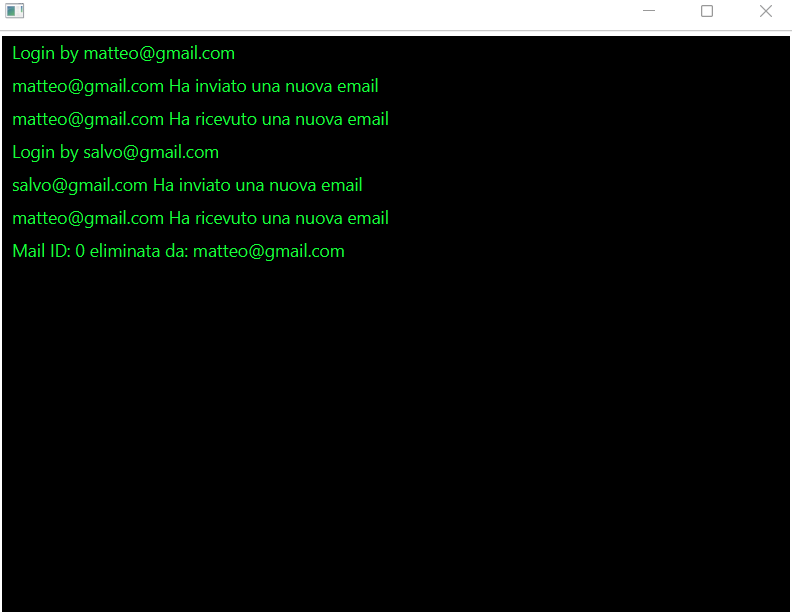 Login by matteo@gmail.com
matteo@gmail.com Ha inviato una nuova email
matteo@gmail.com Ha ricevuto una nuova email
Login by salvo@gmail.com
salvo@gmail.com Ha inviato una nuova email
matteo@gmail.com Ha ricevuto una nuova email
Mail ID: 0 eliminata da: matteo@gmail.com